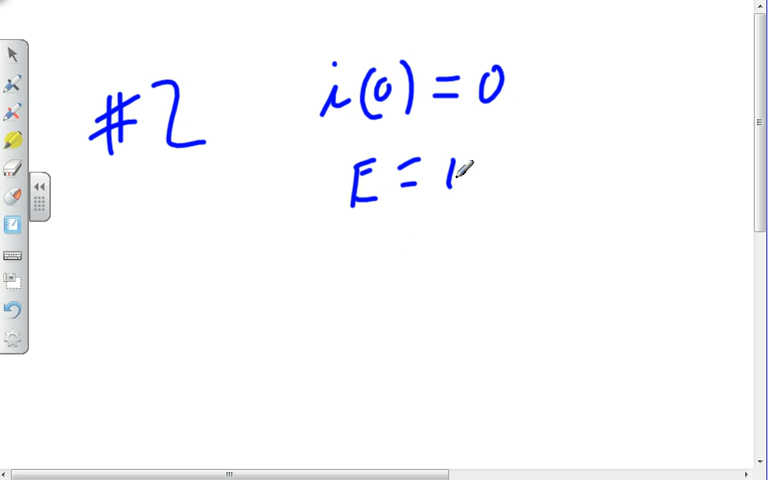 #2
i(0) = 0
E = 1